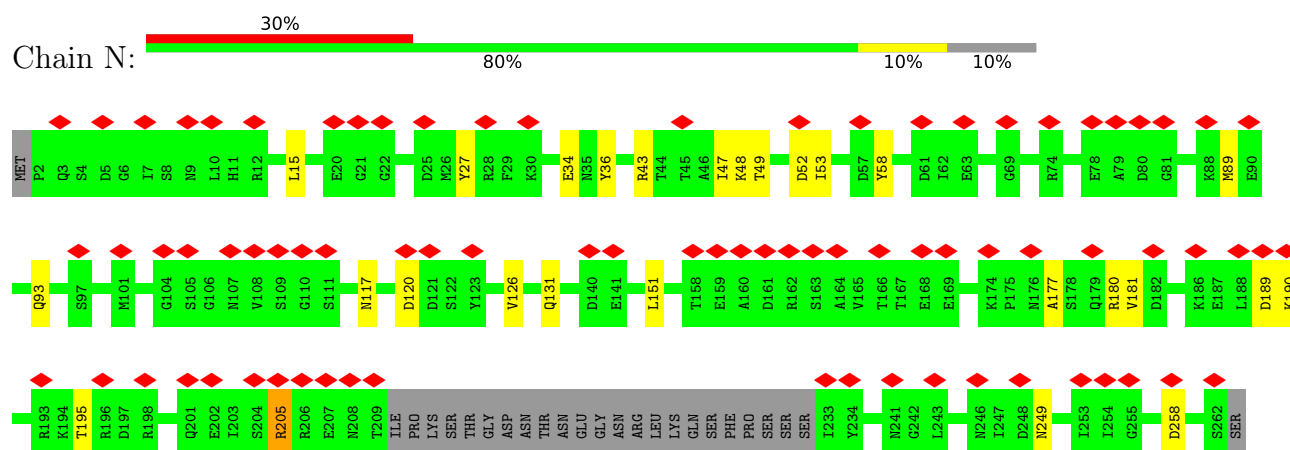 30%
Chain N:
80% 10% 10%
MET P2 Q3 S4 D5 G6 I7 S8 N9 L10 H11 R12 L15 E20 G21 G22 D25 M26 Y27 R28 F29 K30 E34 N35 Y36 R43 T44 T45 A46 I47 K48 T49 D52 I53 D57 Y58 D61 I62 E63 G69 R74 E78 A79 D80 G81 K88 M89 E90
Q93 S97 M101 G104 S105 G106 N107 V108 S109 G110 S111 N117 D120 D121 S122 Y123 V126 Q131 D140 E141 L151 T158 E159 A160 D161 R162 S163 A164 V165 T166 T167 E168 E169 K174 P175 N176 A177 S178 Q179 R180 V181 D182 K186 E187 L188 D189 K190
R193 K194 T195 R196 D197 R198 Q201 E202 I203 S204 R205 R206 E207 N208 T209 ILE PRO LYS SER THR GLY ASP ASN THR ASN GLU GLY ASN ARG LEU LYS GLN SER PHE PRO SER SER SER I233 Y234 N241 G242 L243 N246 I247 D248 N249 I253 I254 G255 D258 S262 SER